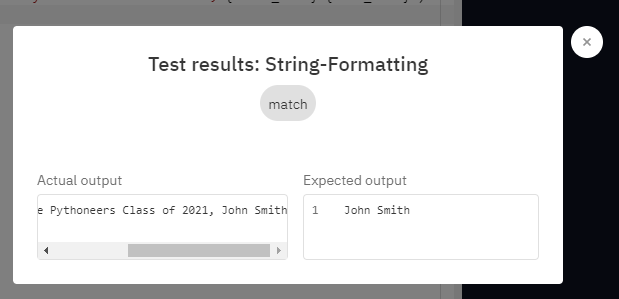 Test results: String-Formatting
match
Actual output
Expected output
e Pythoneers Class of 2021, John Smith
1 John Smith